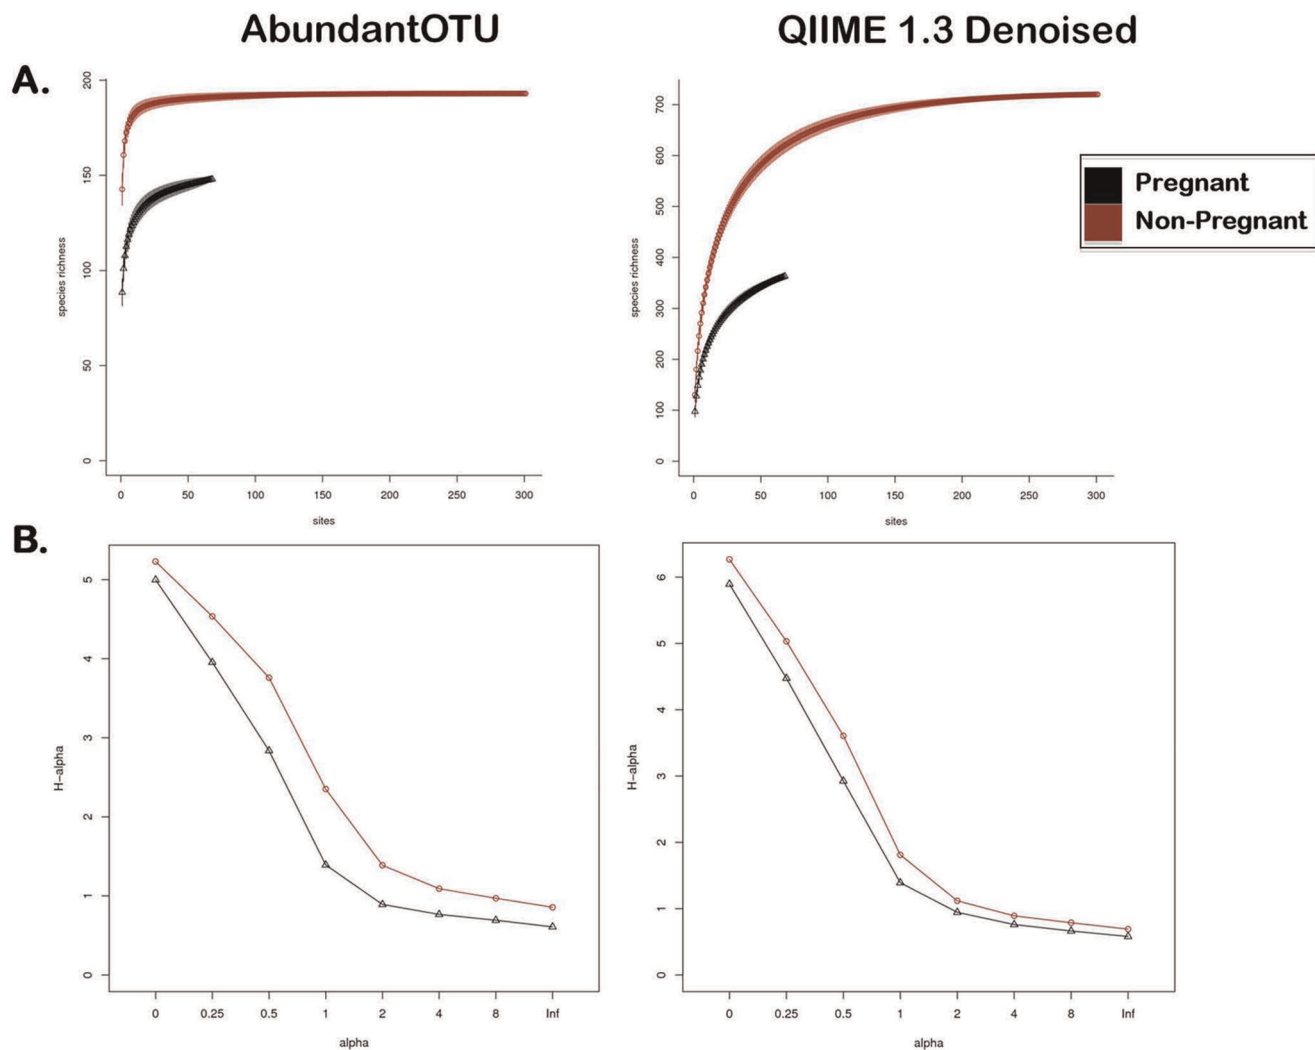 AbundantOTU
QIIME 1.3 Denoised
A.
200
150
100
50
0
species richness
0 50 100 150 200 250 300
sites
700
600
500
400
300
200
100
0
species richness
0 50 100 150 200 250 300
sites
Pregnant
Non-Pregnant
B.
5
4
3
2
1
0
H-alpha
0 0.25 0.5 1 2 4 8 Inf
alpha
6
5
4
3
2
1
0
H-alpha
0 0.25 0.5 1 2 4 8 Inf
alpha